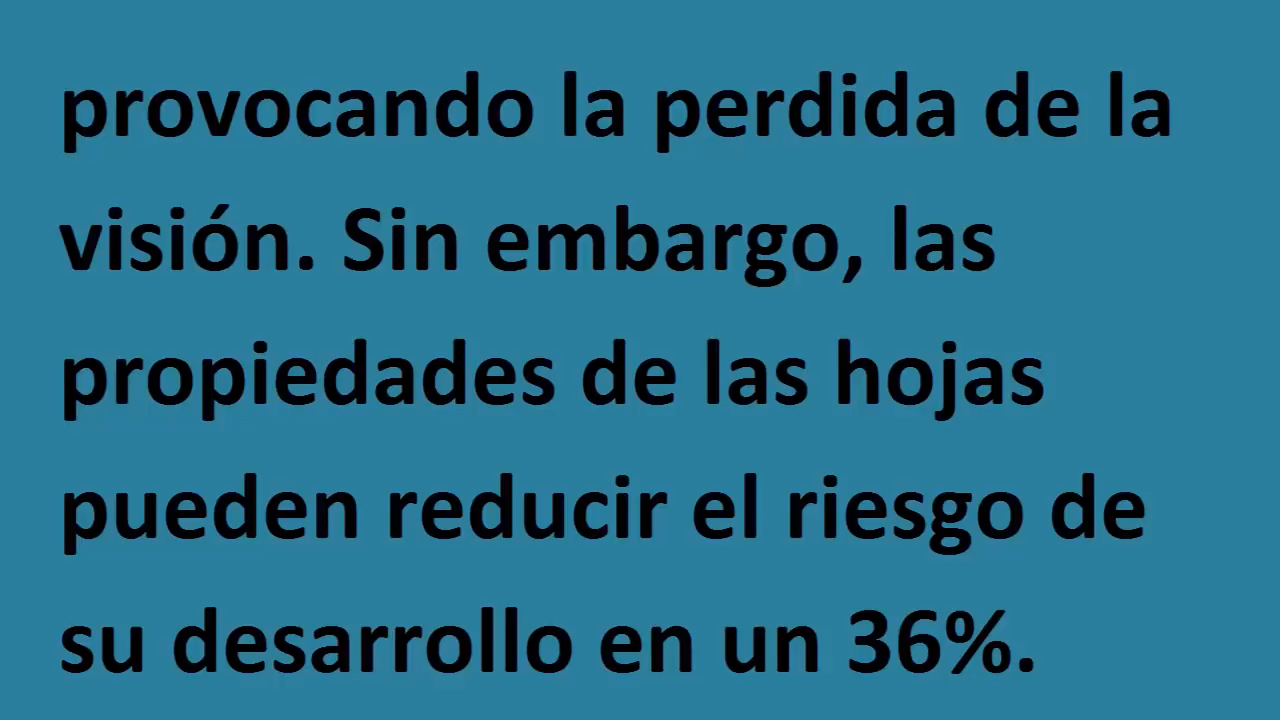 provocando la perdida de la
visión. Sin embargo, las
propiedades de las hojas
pueden reducir el riesgo de
su desarrollo en un 36%.